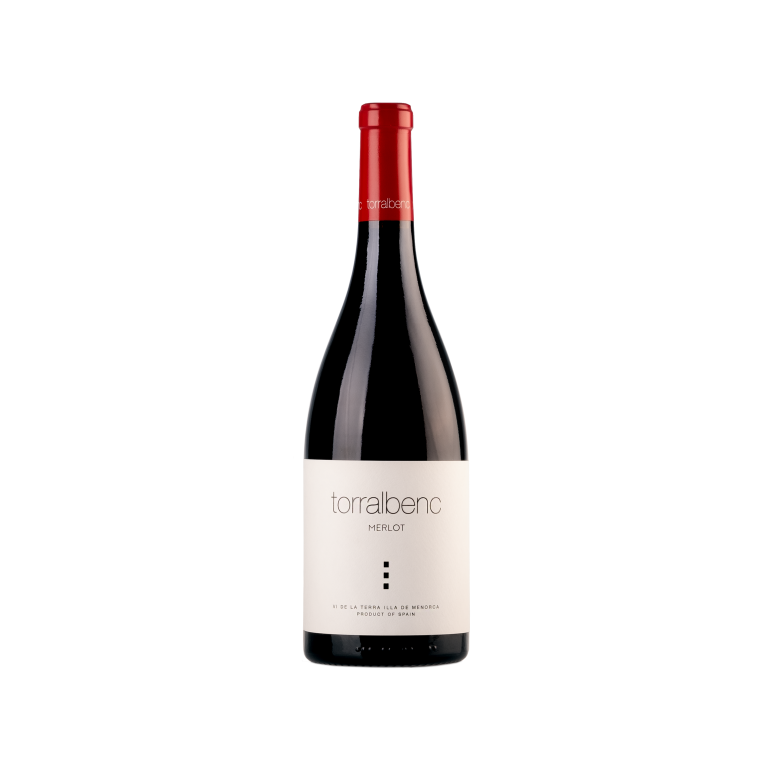 torralbenc
torralbenc
MERLOT
VI DE LA TERRA ILLA DE MENORCA
PRODUCT OF SPAIN